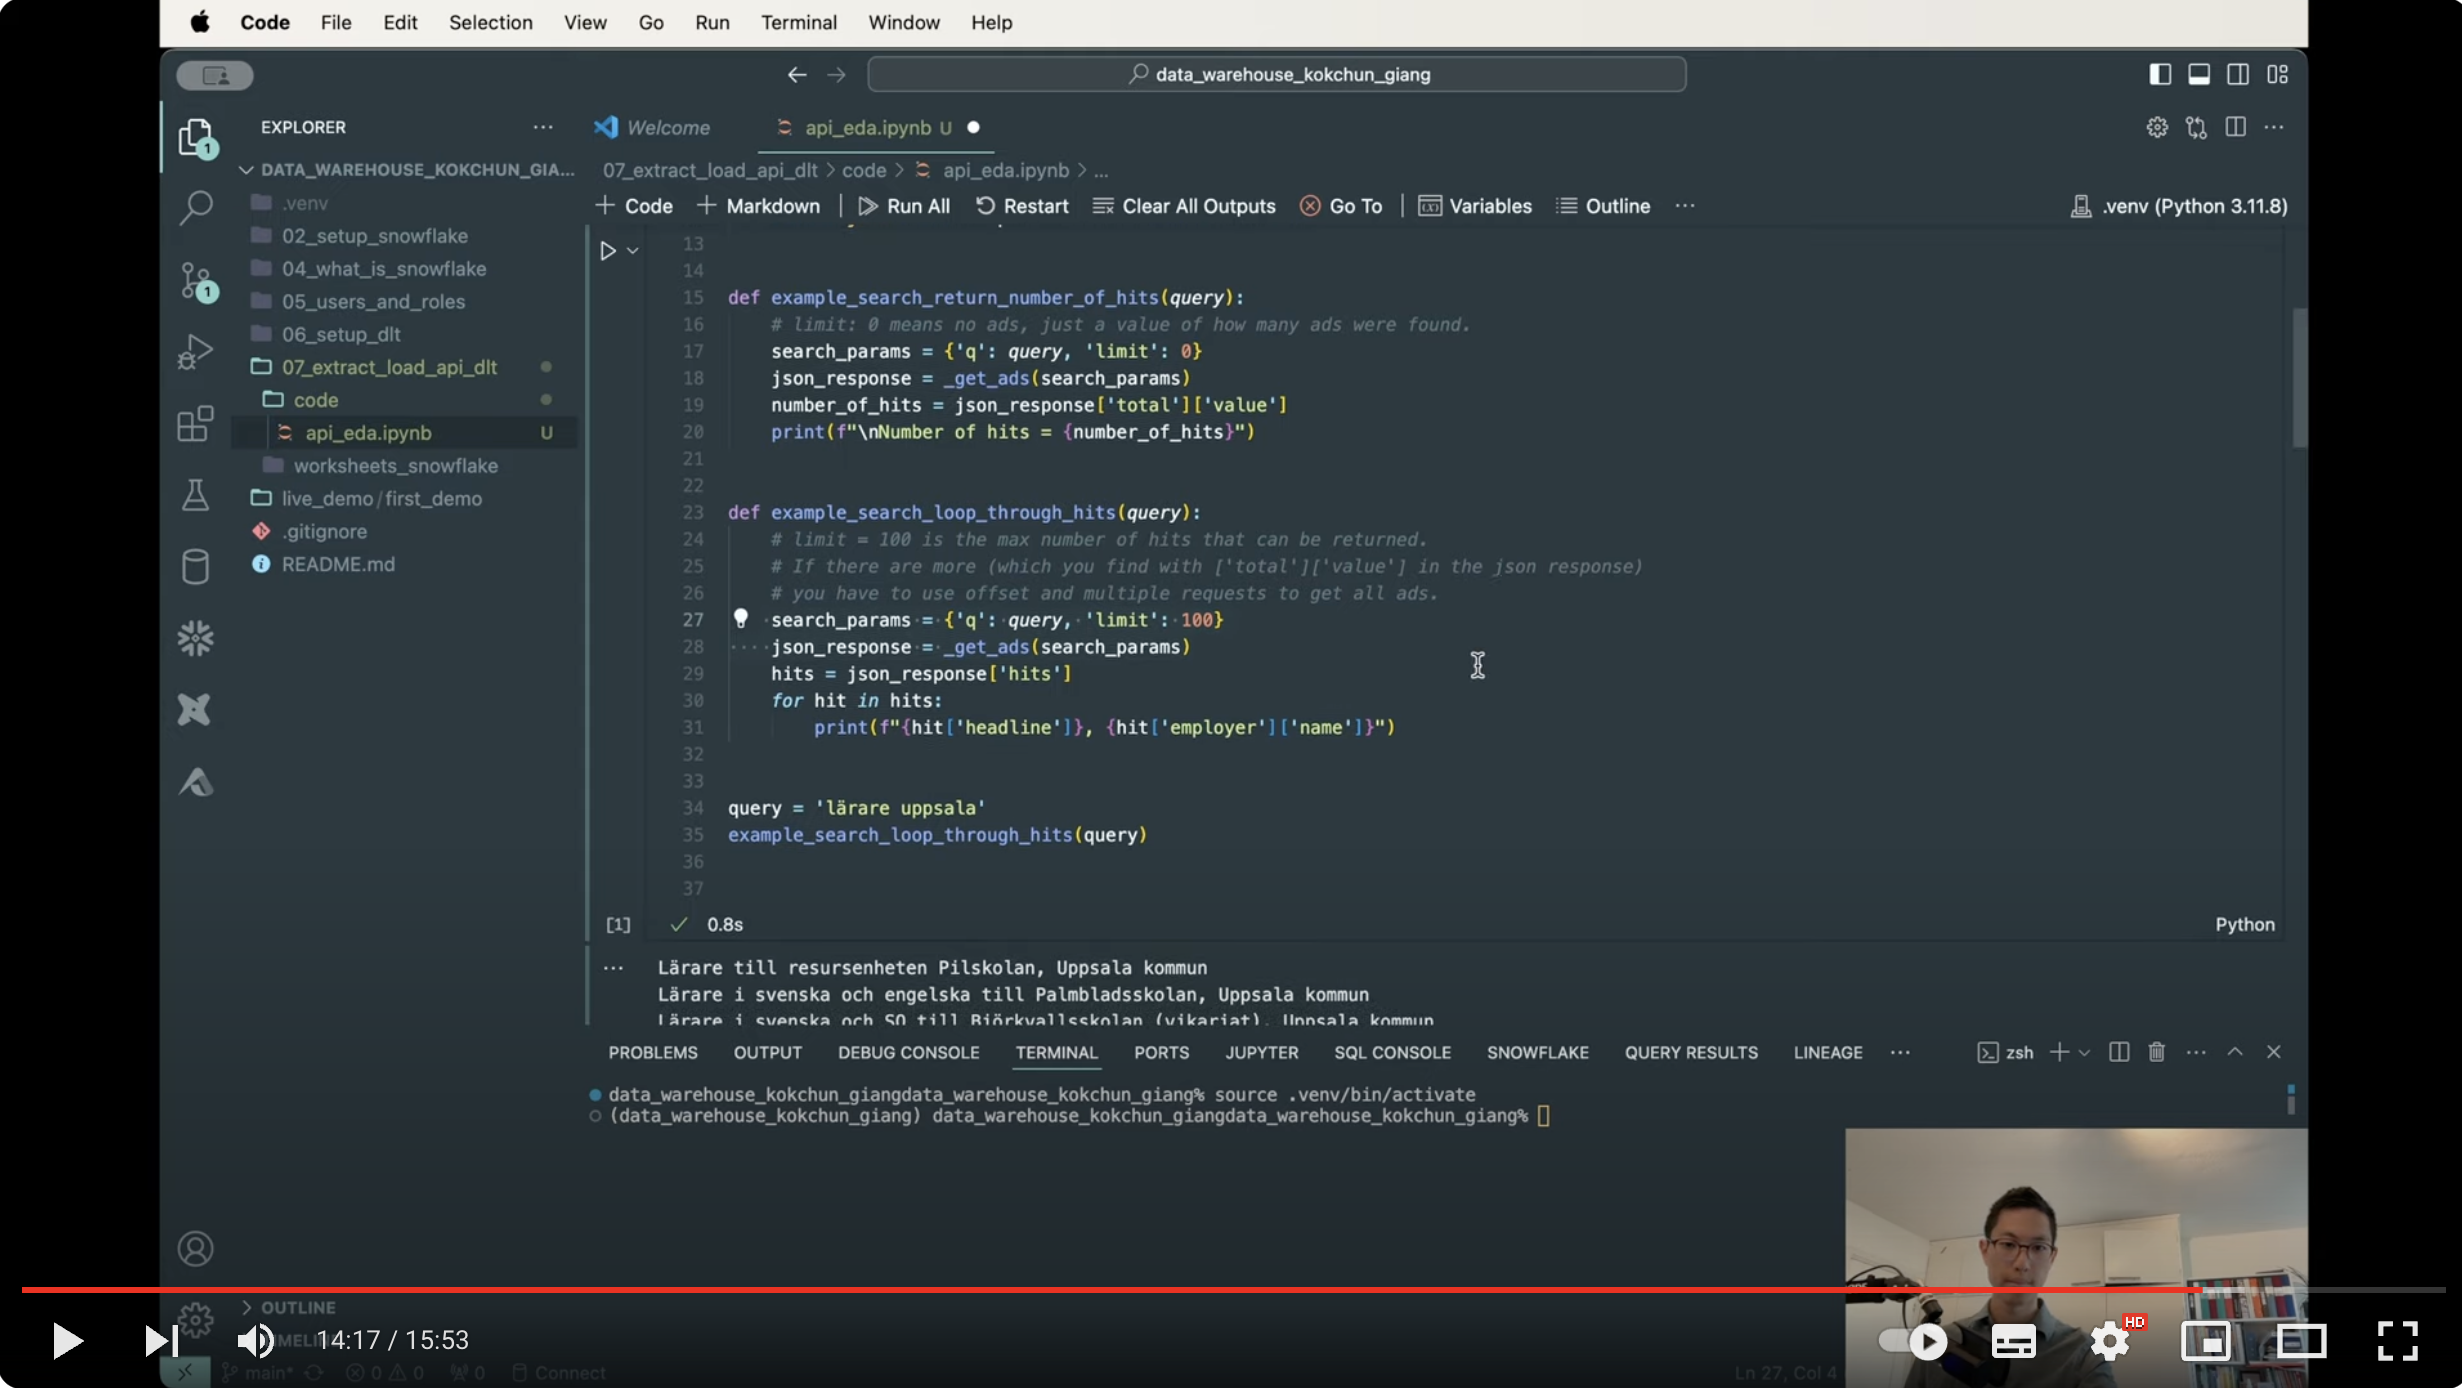 Code File Edit Selection View Go Run Terminal Window Help
data_warehouse_kokchun_giang
EXPLORER
Welcome
api_eda.ipynb U
1
DATA_WAREHOUSE_KOKCHUN_GIA...
07_extract_load_api_dlt > code > api_eda.ipynb > ...
.venv
+ Code + Markdown | Run All Restart Clear All Outputs Go To | Variables Outline ...
.venv (Python 3.11.8)
02_setup_snowflake
04_what_is_snowflake
1
05_users_and_roles
06_setup_dlt
07_extract_load_api_dlt
code
api_eda.ipynb U
worksheets_snowflake
live_demo/first_demo
.gitignore
README.md
13
14
15 def example_search_return_number_of_hits(query):
16 # limit: 0 means no ads, just a value of how many ads were found.
17 search_params = {'q': query, 'limit': 0}
18 json_response = _get_ads(search_params)
19 number_of_hits = json_response['total']['value']
20 print(f"\nNumber of hits = {number_of_hits}")
21
22
23 def example_search_loop_through_hits(query):
24 # limit = 100 is the max number of hits that can be returned.
25 # If there are more (which you find with ['total']['value'] in the json response)
26 # you have to use offset and multiple requests to get all ads.
27 search_params = {'q': query, 'limit': 100}
28 json_response = _get_ads(search_params)
29 hits = json_response['hits']
30 for hit in hits:
31 print(f"{hit['headline']}, {hit['employer']['name']}")
32
33
34 query = 'lärare uppsala'
35 example_search_loop_through_hits(query)
36
37
[1] 0.8s Python
... Lärare till resursenheten Pilskolan, Uppsala kommun
Lärare i svenska och engelska till Palmbladsskolan, Uppsala kommun
Lärare i svenska och SO till Björkvallsskolan (vikariat), Uppsala kommun
PROBLEMS OUTPUT DEBUG CONSOLE TERMINAL PORTS JUPYTER SQL CONSOLE SNOWFLAKE QUERY RESULTS LINEAGE ... zsh
data_warehouse_kokchun_giangdata_warehouse_kokchun_giang% source .venv/bin/activate
(data_warehouse_kokchun_giang) data_warehouse_kokchun_giangdata_warehouse_kokchun_giang%
OUTLINE
14:17 / 15:53
HD
main* 0 0 0 Connect
Ln 27, Col 4